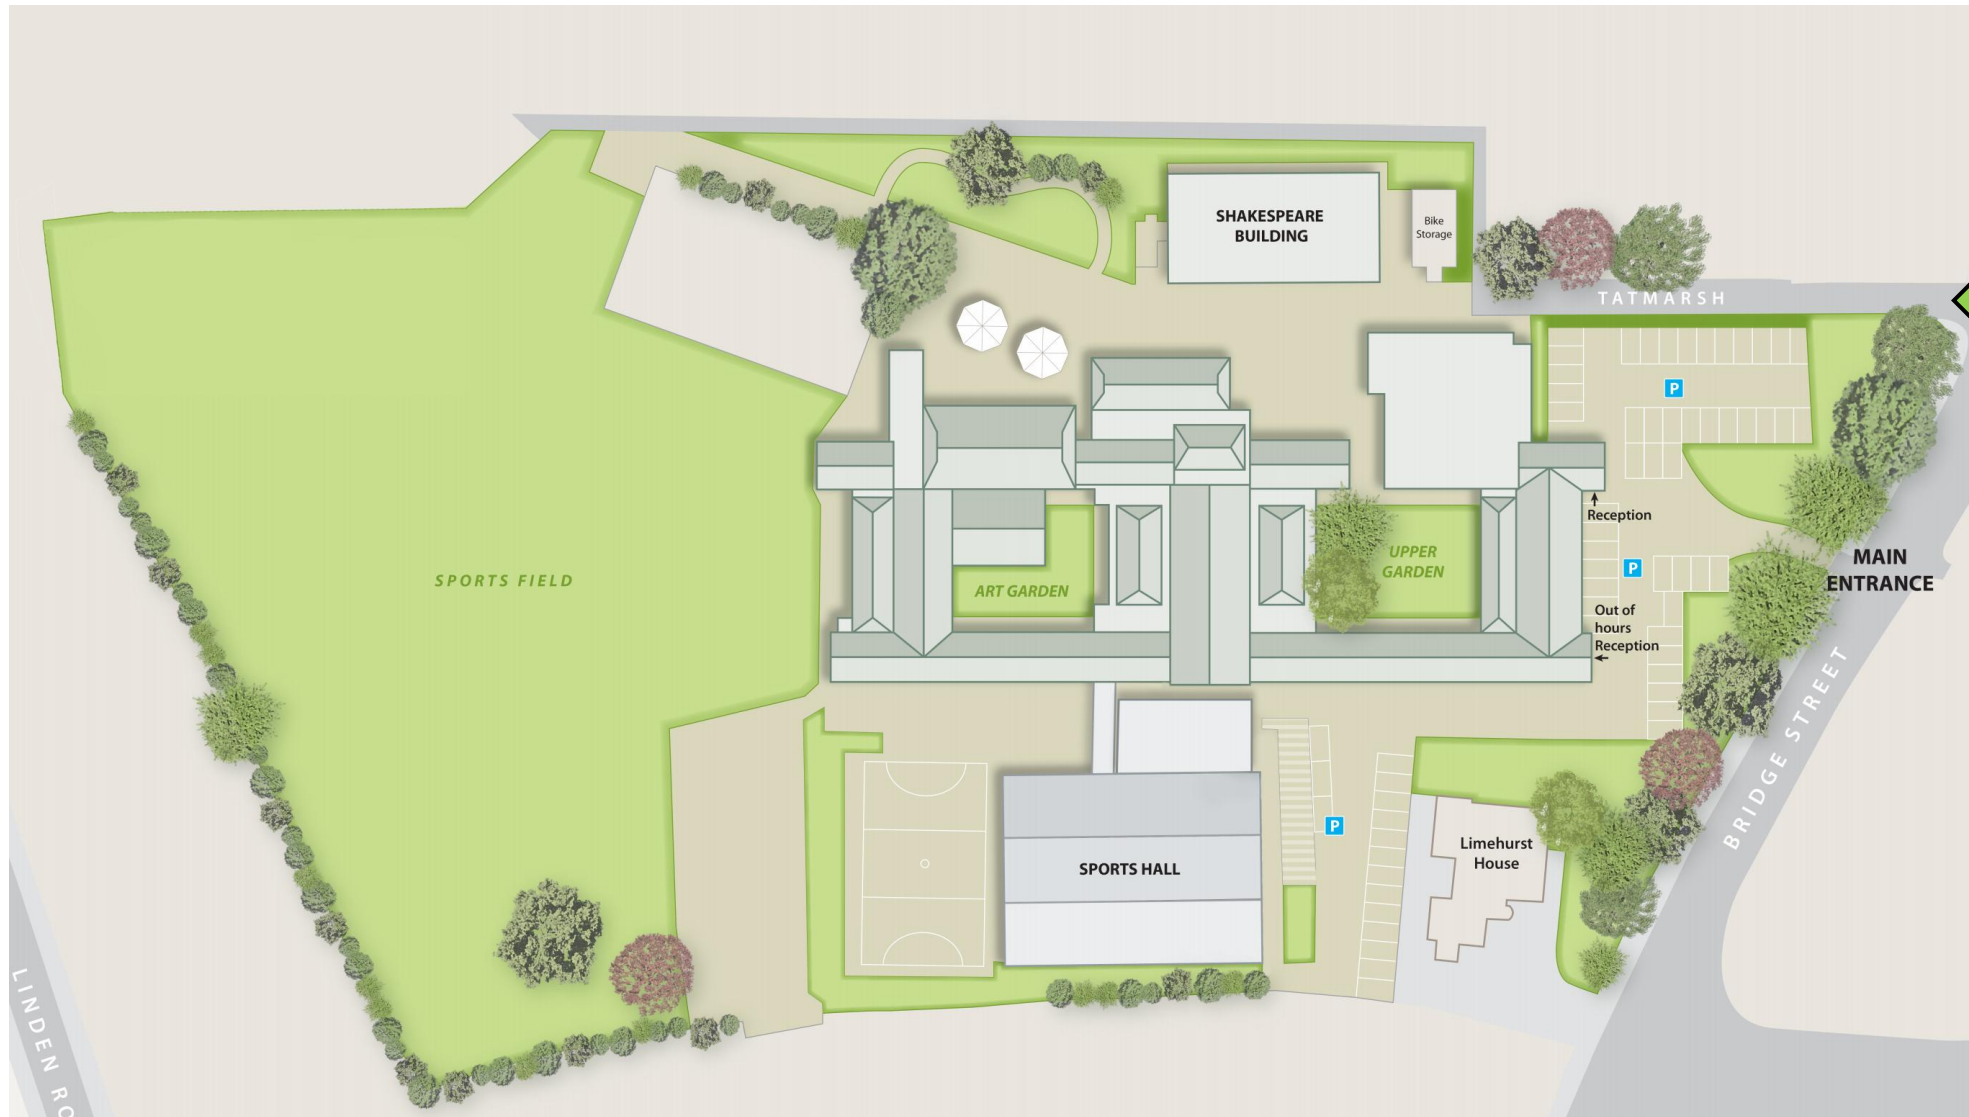 SHAKESPEARE
BUILDING
Bike
Storage
TATMARSH
P
Reception
UPPER
GARDEN
P
MAIN
ENTRANCE
SPORTS FIELD
ART GARDEN
Out of
hours
Reception
BRIDGE STREET
P
Limehurst
House
SPORTS HALL
LINDEN RO